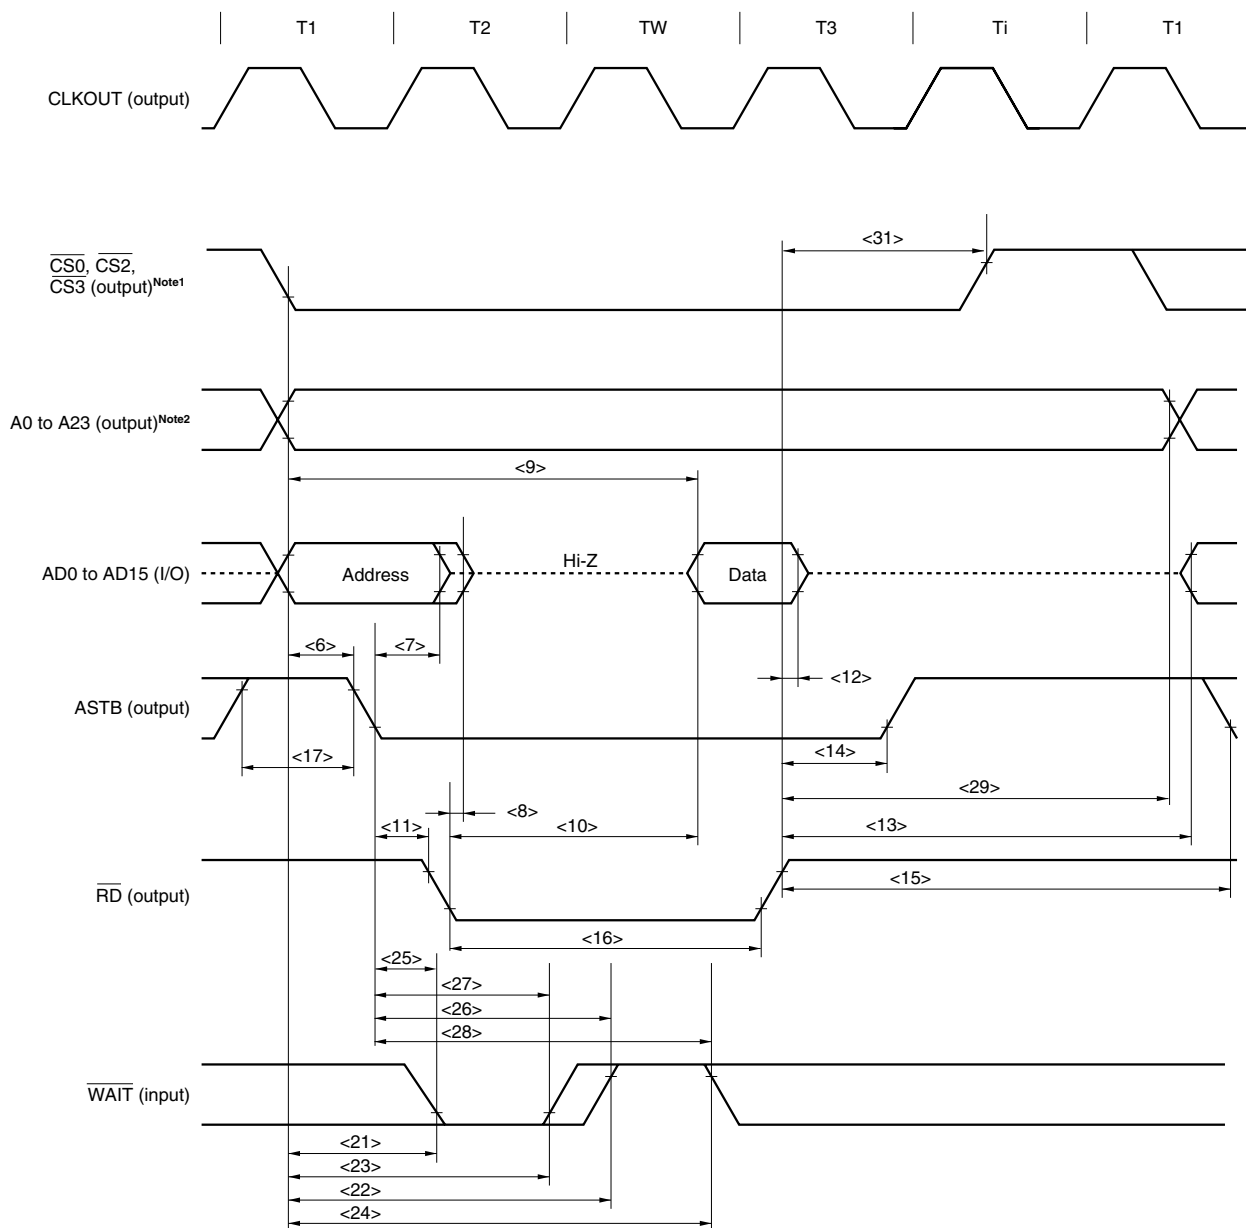 T1 T2 TW T3 Ti T1
CLKOUT (output)
<31>
CS0, CS2,
CS3 (output)Note1
A0 to A23 (output)Note2
<9>
Hi-Z
AD0 to AD15 (I/O)
Address
Data
<6>
<7>
<12>
ASTB (output)
<17>
<14>
<29>
<8>
<11>
<10>
<13>
<15>
RD (output)
<16>
<25>
<27>
<26>
<28>
WAIT (input)
<21>
<23>
<22>
<24>